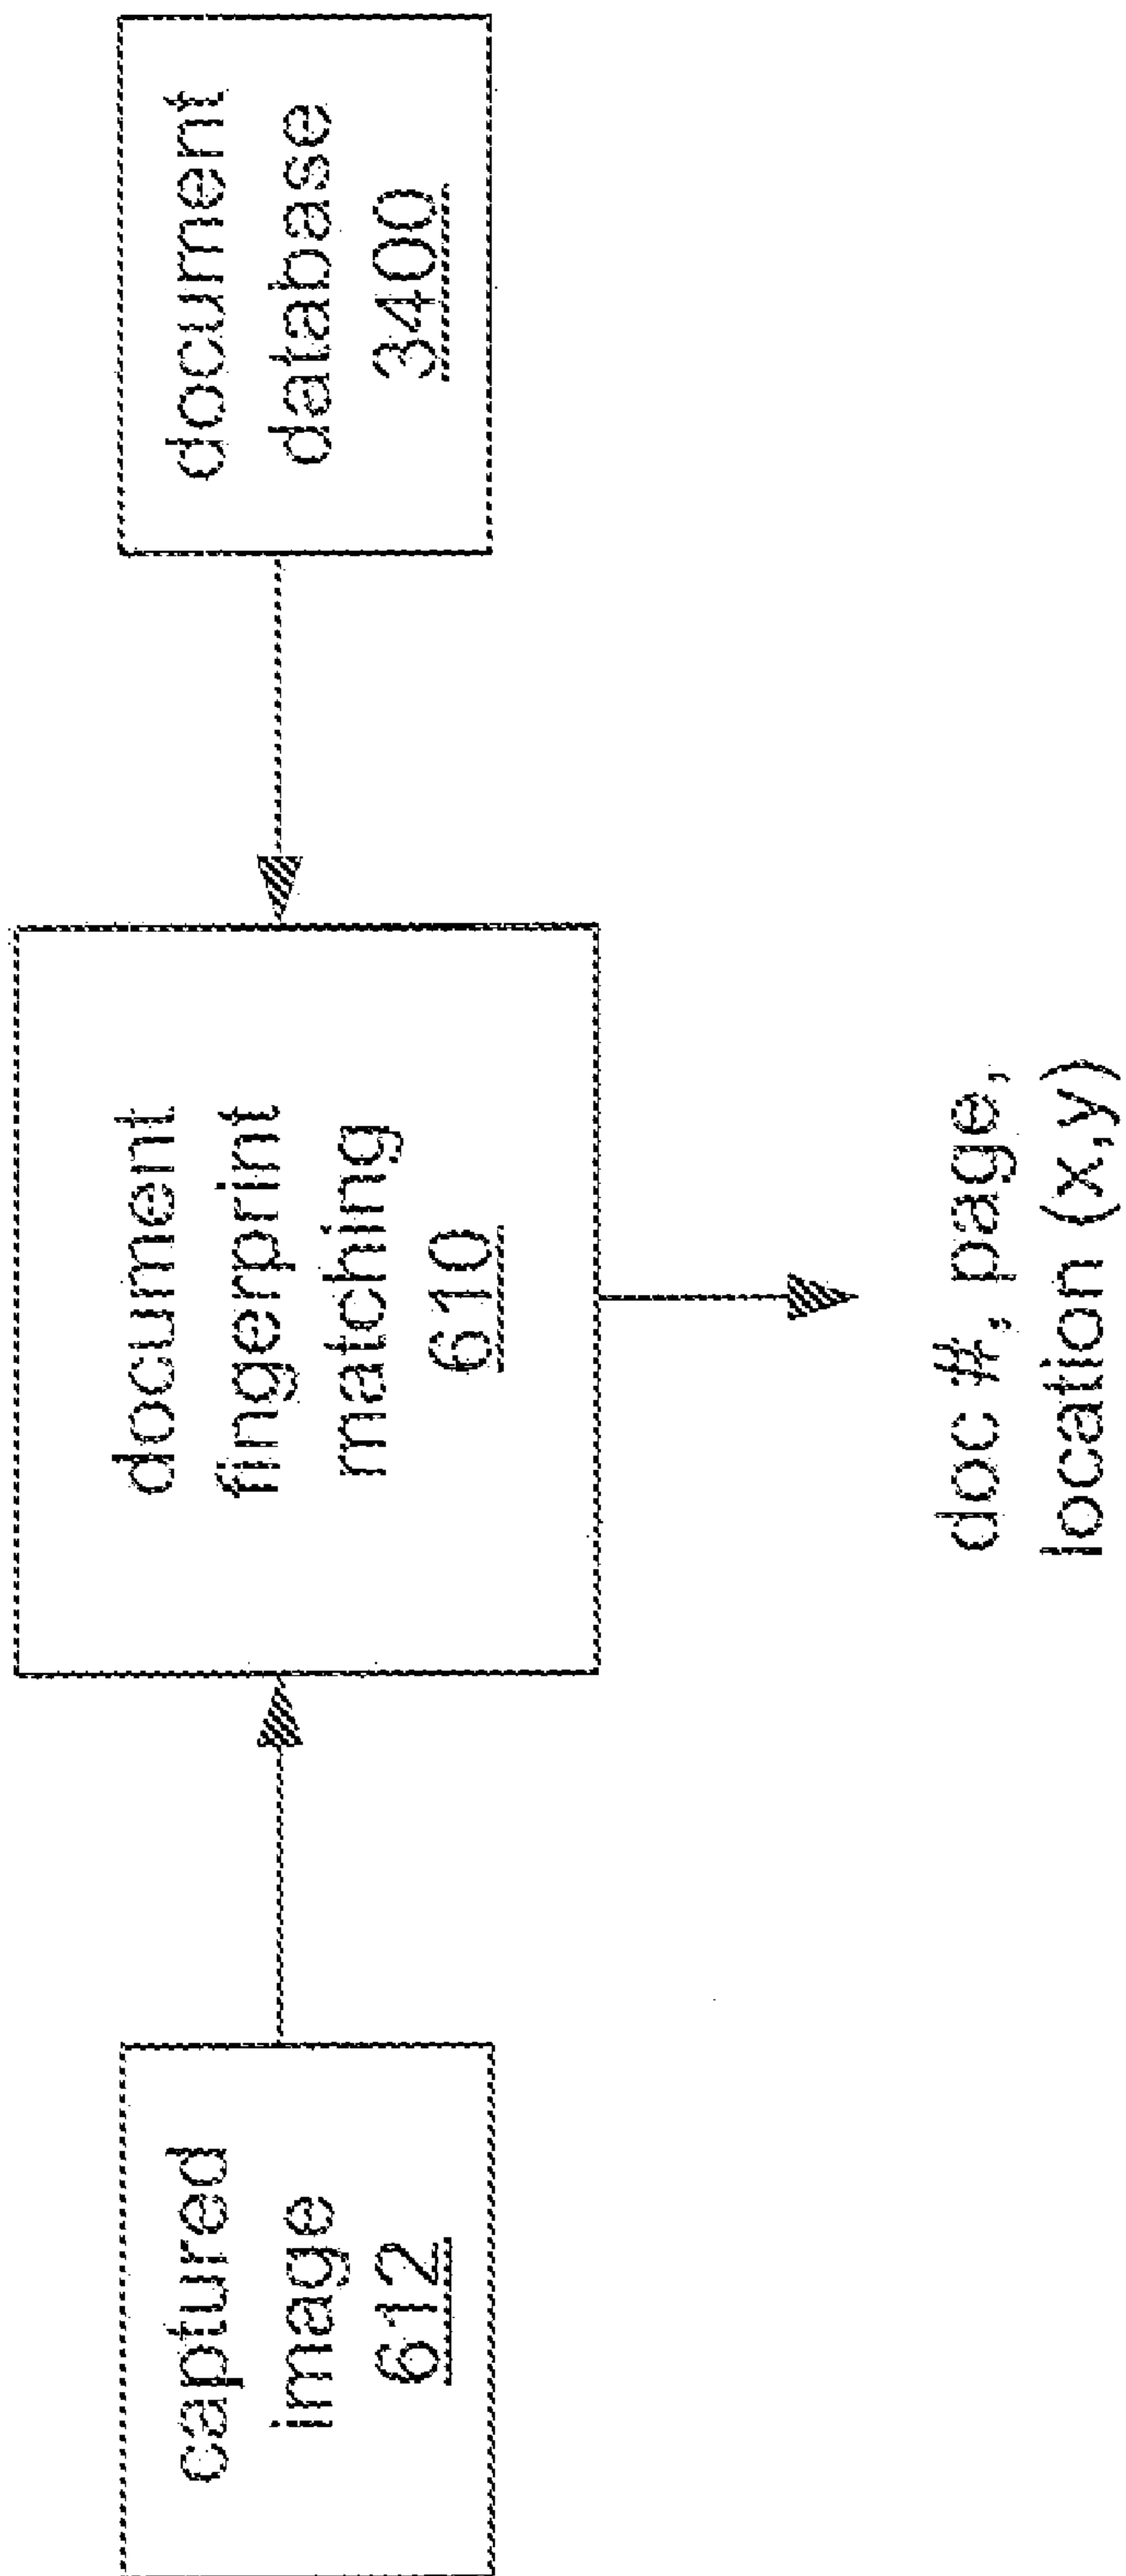 captured
image
612
document
fingerprint
matching
610
document
database
3400
doc #, page,
location (x,y)